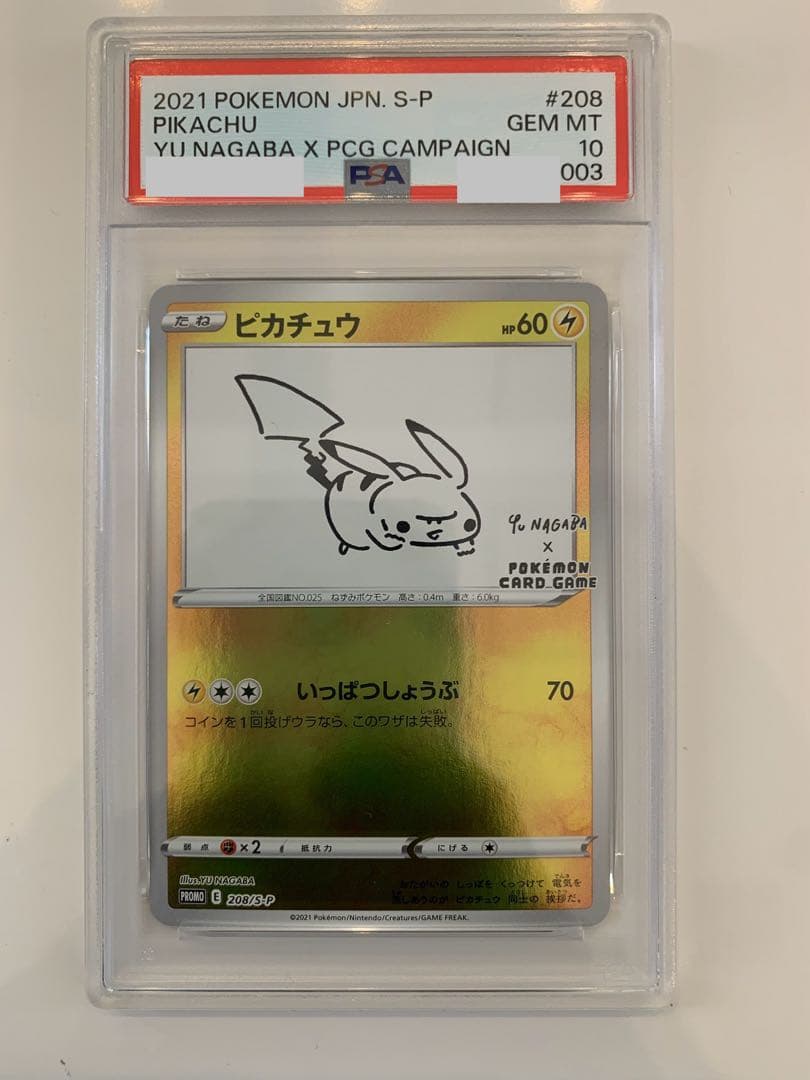 2021 POKEMON JPN. S-P #208
PIKACHU GEM MT
YU NAGABA X PCG CAMPAIGN 10
PSA 003
たね ピカチュウ HP60
Yu NAGABA
×
POKÉMON
CARD GAME
全国図鑑NO.025 ねずみポケモン 高さ:0.4m 重さ:6.0kg
いっぱつしょうぶ 70
コインを1回投げウラなら、このワザは失敗。
弱点 ×2 抵抗力 にげる
Illus. YU NAGABA
おたがいの しっぽを くっつけて 電気を
流しあうのが ピカチュウ 同士の 挨拶だ。
PROMO E 208/S-P
©2021 Pokémon/Nintendo/Creatures/GAME FREAK.